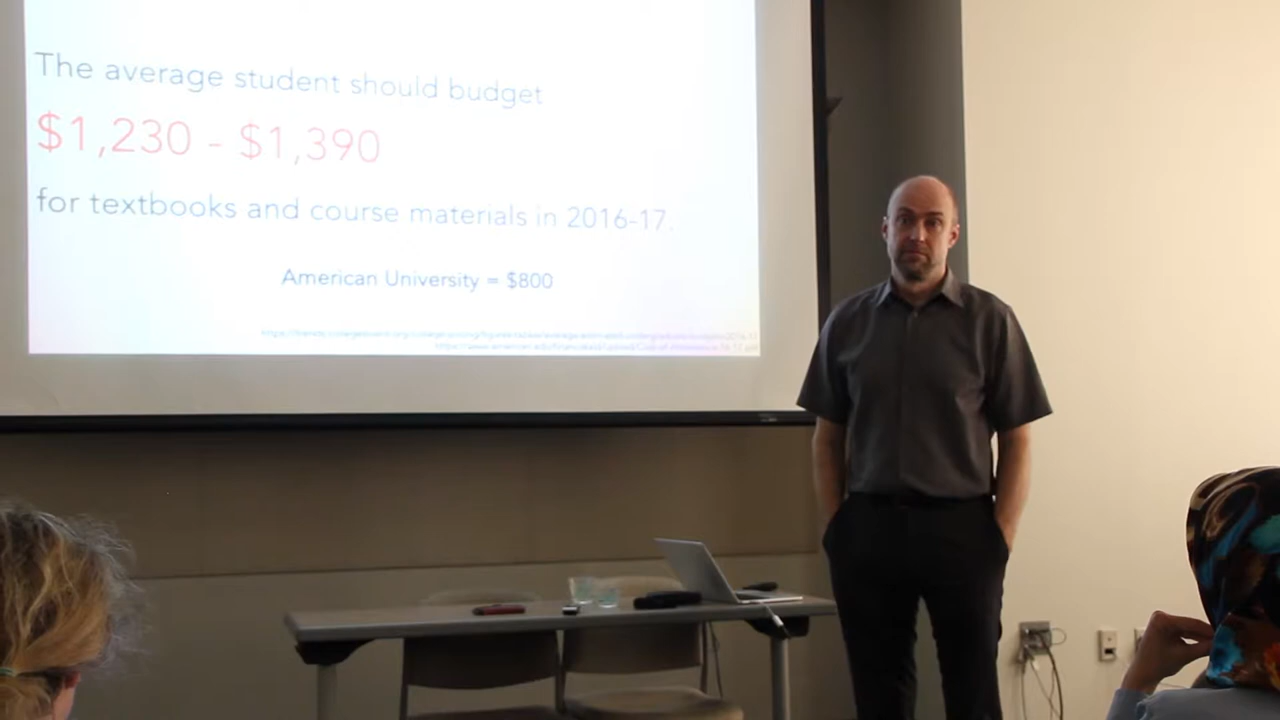 The average student should budget
$1,230 - $1,390
for textbooks and course materials in 2016-17.
American University = $800